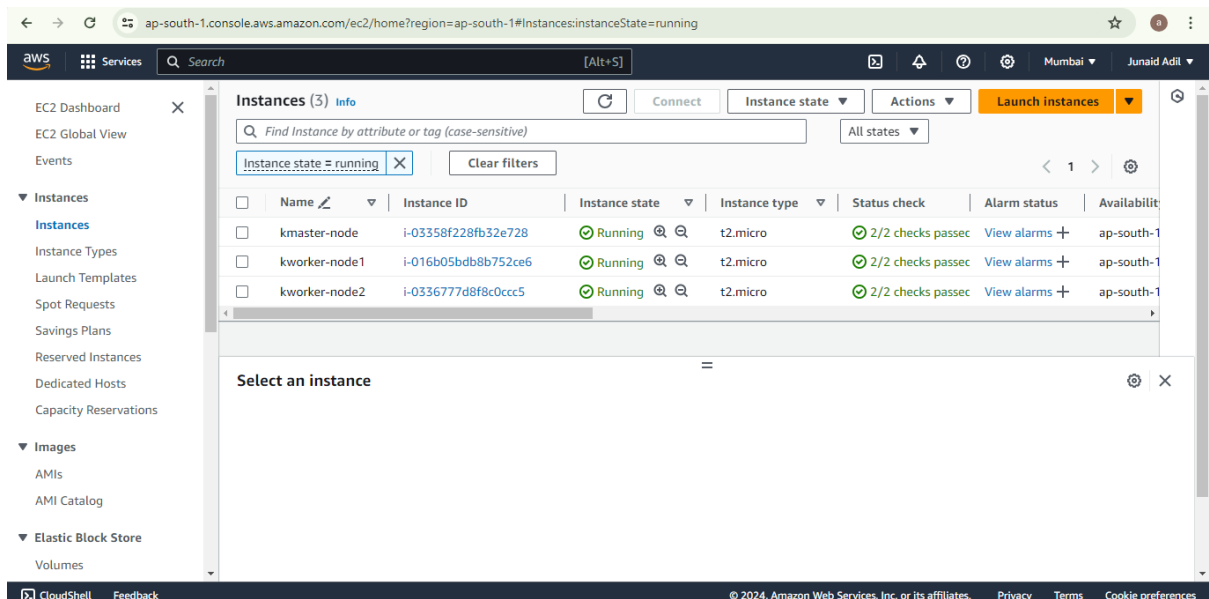 ap-south-1.console.aws.amazon.com/ec2/home?region=ap-south-1#Instances:instanceState=running
a
aws Services Search [Alt+S] Mumbai Junaid Adil
EC2 Dashboard
EC2 Global View
Events
Instances
Instances
Instance Types
Launch Templates
Spot Requests
Savings Plans
Reserved Instances
Dedicated Hosts
Capacity Reservations
Images
AMIs
AMI Catalog
Elastic Block Store
Volumes
Instances (3) Info Connect Instance state Actions Launch instances
Find Instance by attribute or tag (case-sensitive) All states
Instance state = running Clear filters 1
Name Instance ID Instance state Instance type Status check Alarm status Availabilit
kmaster-node i-03358f228fb32e728 Running t2.micro 2/2 checks passec View alarms + ap-south-1
kworker-node1 i-016b05bdb8b752ce6 Running t2.micro 2/2 checks passec View alarms + ap-south-1
kworker-node2 i-0336777d8f8c0ccc5 Running t2.micro 2/2 checks passec View alarms + ap-south-1
Select an instance
CloudShell Feedback © 2024, Amazon Web Services, Inc. or its affiliates. Privacy Terms Cookie preferences